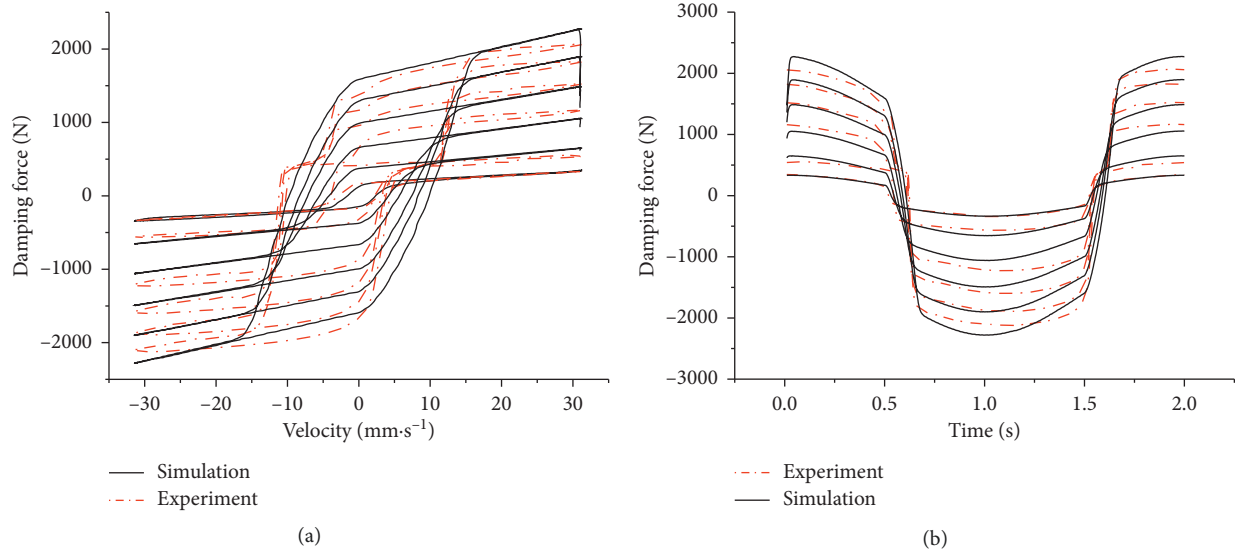 2000
1000
0
−1000
−2000
Damping force (N)
−30
−20
−10
0
10
20
30
Velocity (mm·s−1)
Simulation
Experiment
(a)
3000
2000
1000
0
−1000
−2000
−3000
Damping force (N)
0.0
0.5
1.0
1.5
2.0
Time (s)
Experiment
Simulation
(b)